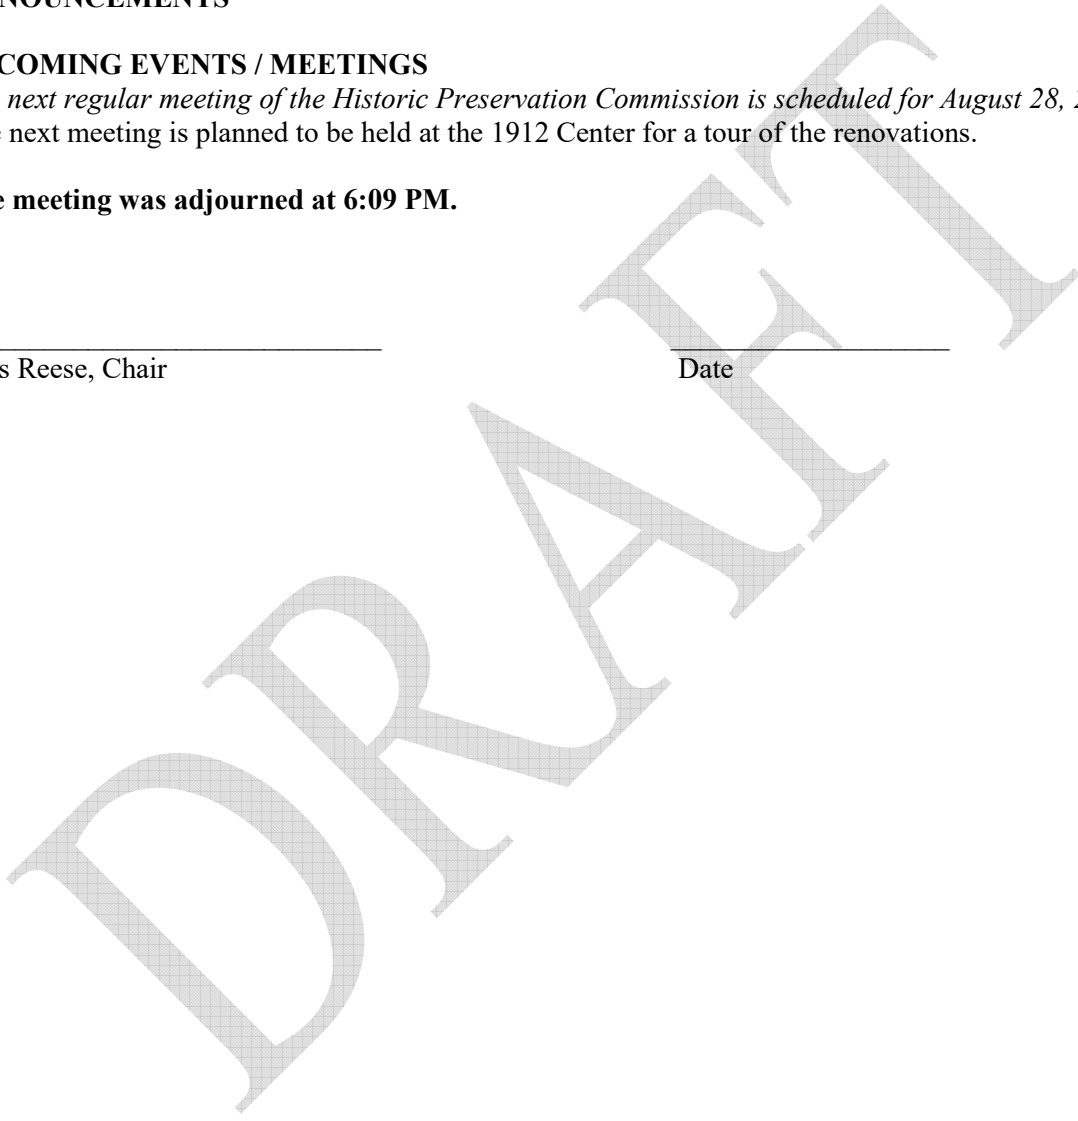 NOUNCEMENTS
COMING EVENTS / MEETINGS
next regular meeting of the Historic Preservation Commission is scheduled for August 28, 2
e next meeting is planned to be held at the 1912 Center for a tour of the renovations.
e meeting was adjourned at 6:09 PM.
s Reese, Chair
Date
DRAFT